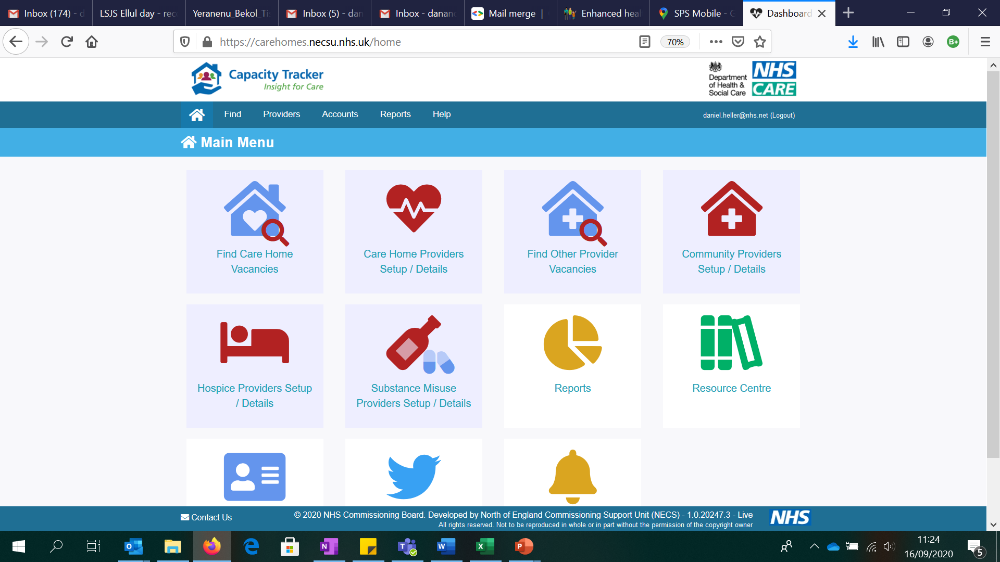 Inbox (174) - d
LSJS Ellul day - rec
Yeranenu_Bekol_Tis
Inbox (5) - dan
Inbox - danand
Mail merge |
Enhanced heal
SPS Mobile - G
Dashboard
https://carehomes.necsu.nhs.uk/home
70%
B+
Capacity Tracker
Insight for Care
Department
of Health &
Social Care
NHS
CARE
Find
Providers
Accounts
Reports
Help
daniel.heller@nhs.net (Logout)
Main Menu
Find Care Home
Vacancies
Care Home Providers
Setup / Details
Find Other Provider
Vacancies
Community Providers
Setup / Details
Hospice Providers Setup
/ Details
Substance Misuse
Providers Setup / Details
Reports
Resource Centre
Contact Us
© 2020 NHS Commissioning Board. Developed by North of England Commissioning Support Unit (NECS) - 1.0.20247.3 - Live
All rights reserved. Not to be reproduced in whole or in part without the permission of the copyright owner
NHS
11:24
16/09/2020
5